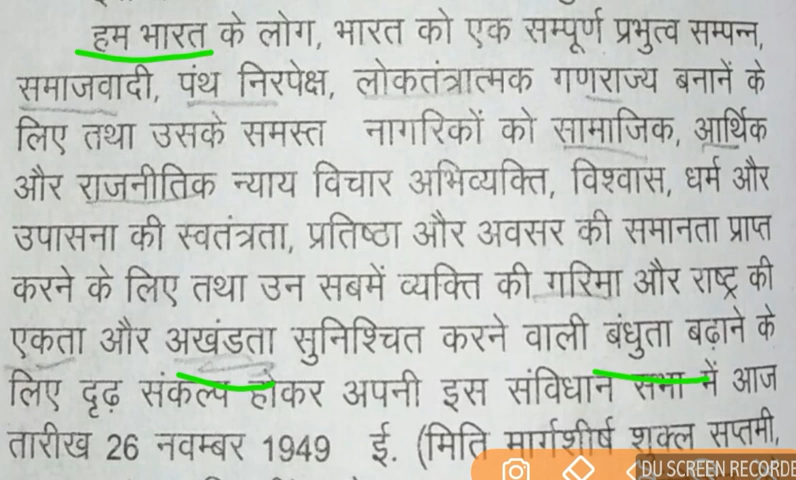 हम भारत के लोग, भारत को एक सम्पूर्ण प्रभुत्व सम्पन्न,
समाजवादी, पंथ निरपेक्ष, लोकतंत्रात्मक गणराज्य बनानें के
लिए तथा उसके समस्त नागरिकों को सामाजिक, आर्थिक
और राजनीतिक न्याय विचार अभिव्यक्ति, विश्वास, धर्म और
उपासना की स्वतंत्रता, प्रतिष्ठा और अवसर की समानता प्राप्त
करने के लिए तथा उन सबमें व्यक्ति की गरिमा और राष्ट्र की
एकता और अखंडता सुनिश्चित करने वाली बंधुता बढ़ाने के
लिए दृढ़ संकल्प होकर अपनी इस संविधान सभा में आज
तारीख 26 नवम्बर 1949 ई. (मिति मार्गशीर्ष शुक्ल सप्तमी,
DU SCREEN RECORDE